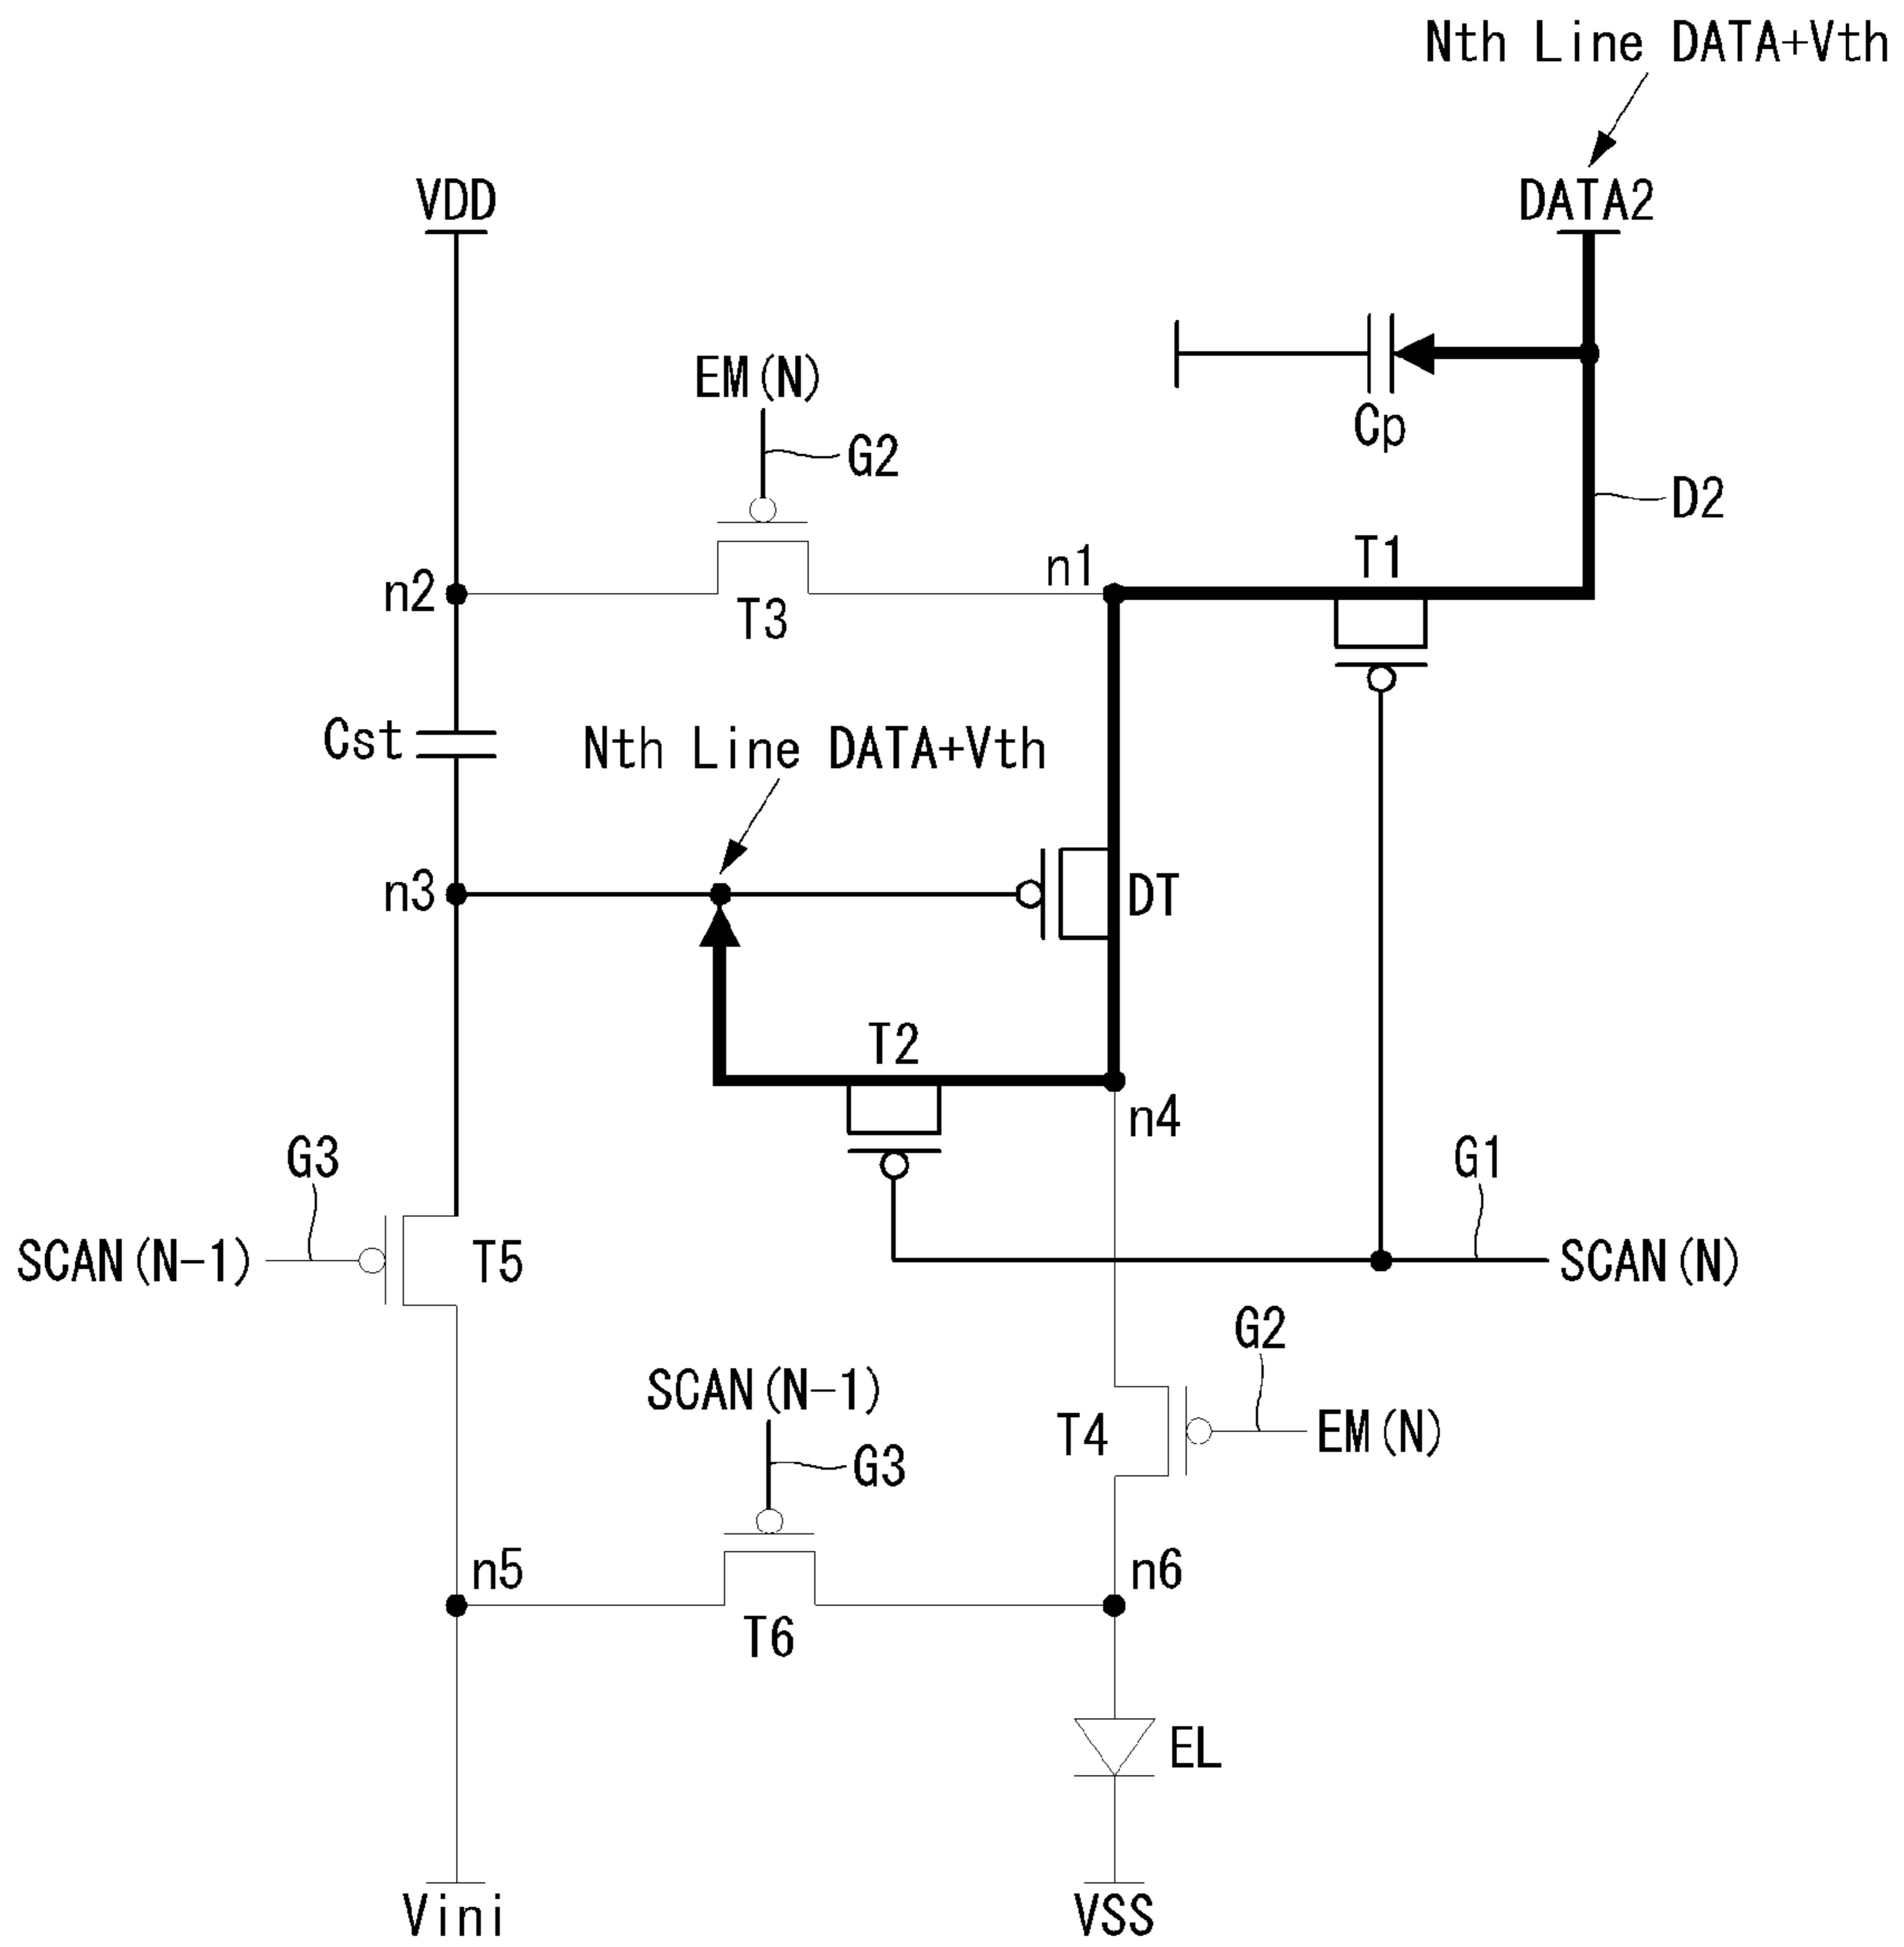 Nth Line DATA+Vth
VDD
DATA2
EM(N)
G2
Cp
D2
n2
T3
n1
T1
Cst
Nth Line DATA+Vth
n3
DT
T2
n4
G3
G1
SCAN(N-1)
T5
SCAN(N)
G2
SCAN(N-1)
T4
EM(N)
G3
n5
n6
T6
EL
Vini
VSS